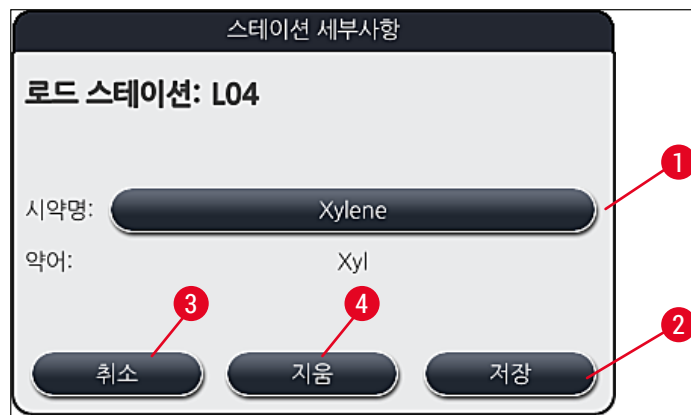 스테이션 세부사항
로드 스테이션: L04
1
시약명: Xylene
약어: Xyl
3 4 2
취소 지움 저장